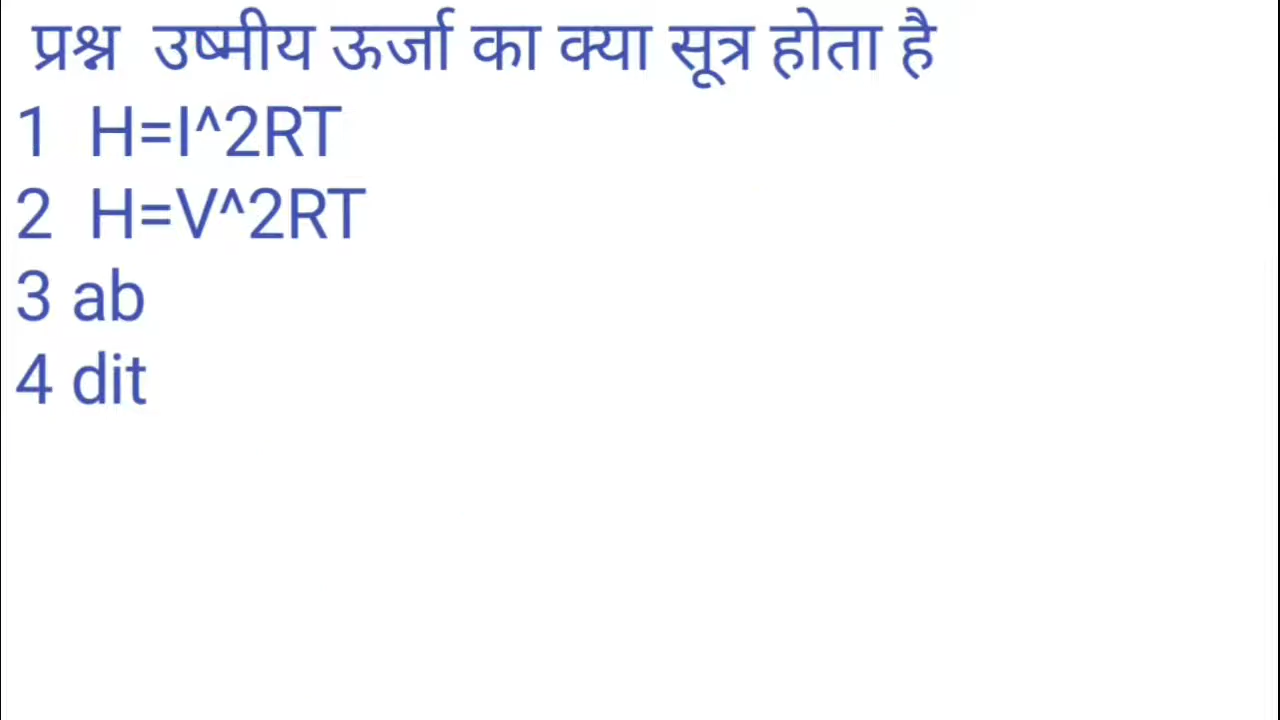 प्रश्न उष्मीय ऊर्जा का क्या सूत्र होता है
1 H=I^2RT
2 H=V^2RT
3 ab
4 dit